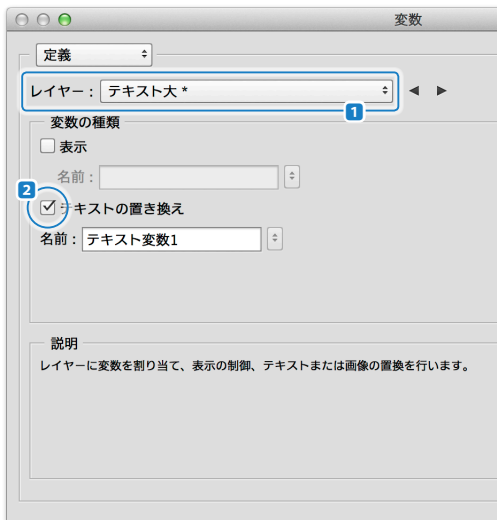 変数
定義
レイヤー： テキスト大 *
1
変数の種類
表示
名前：
2
テキストの置き換え
名前： テキスト変数1
説明
レイヤーに変数を割り当て、表示の制御、テキストまたは画像の置換を行います。